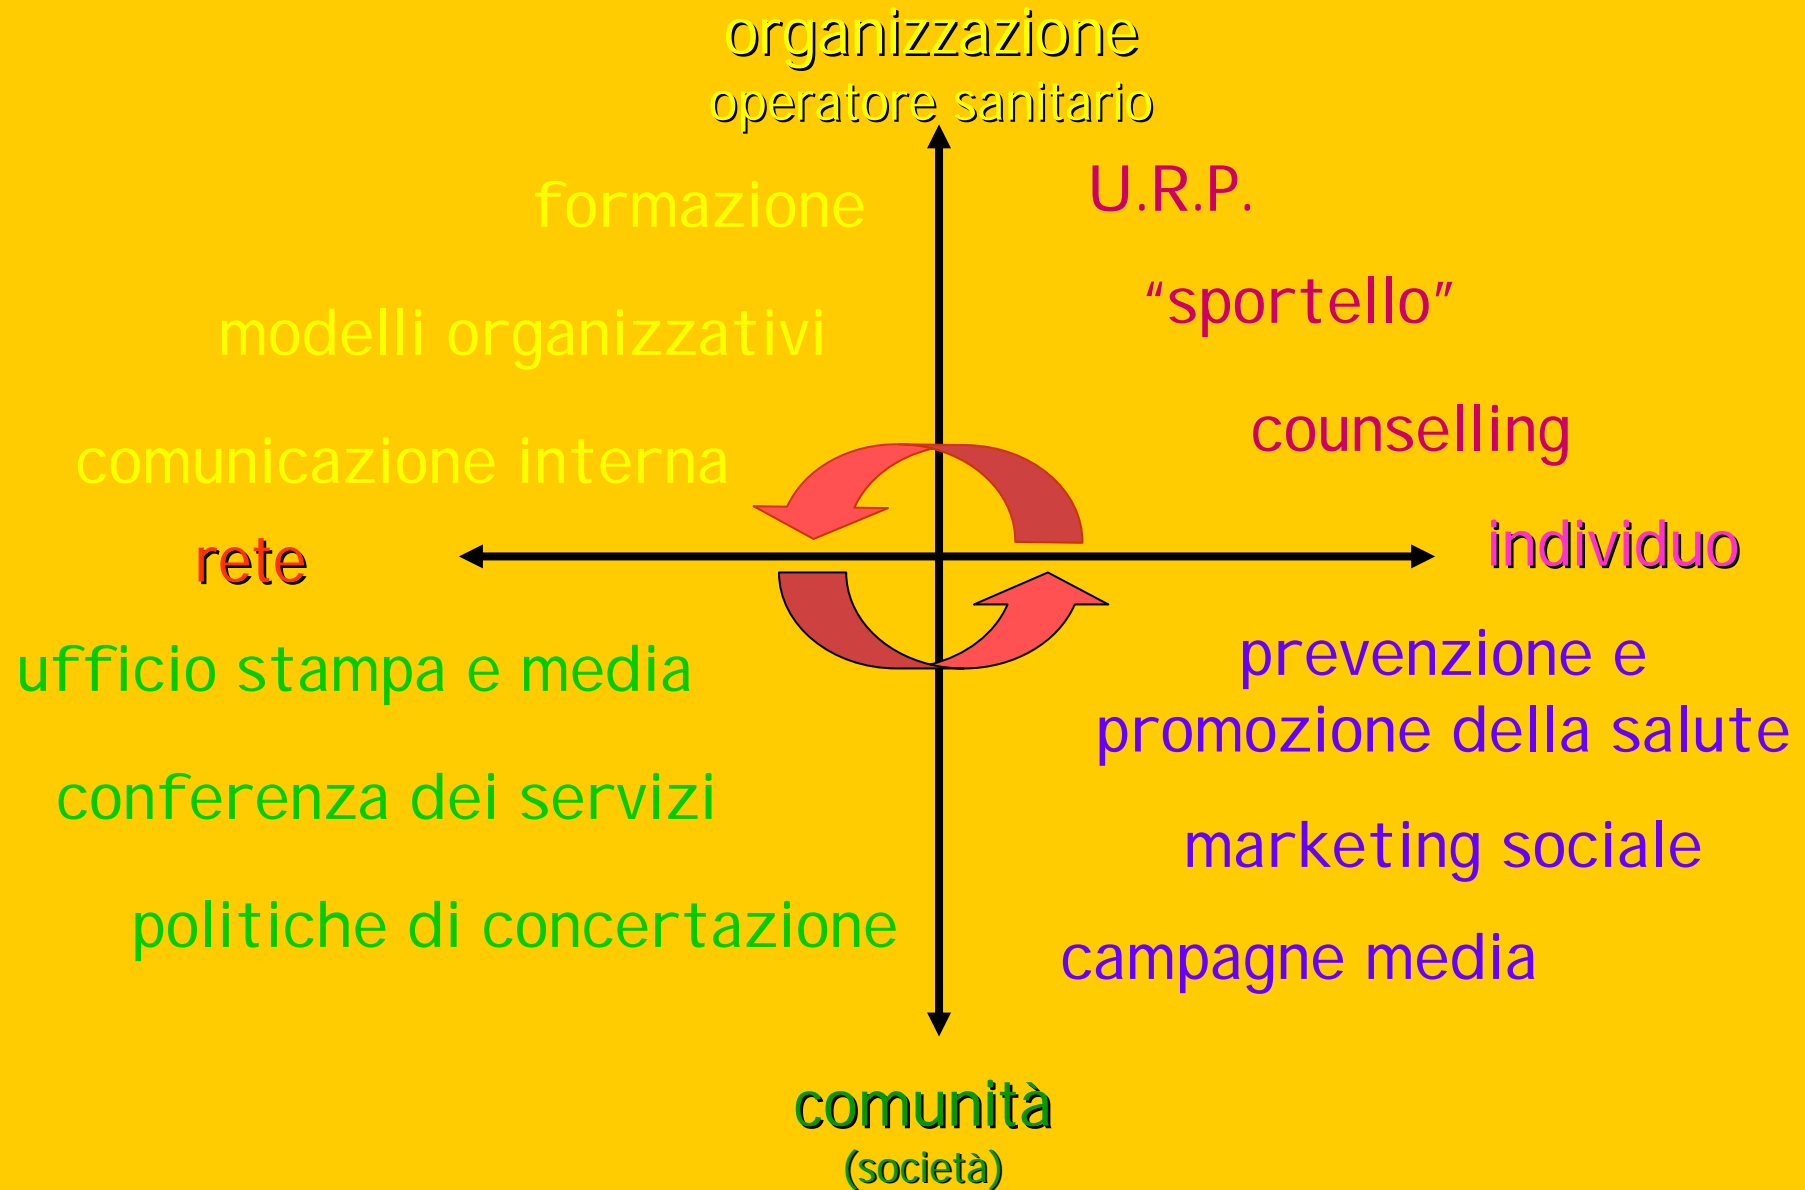 organizzazione
operatore sanitario
formazione
modelli organizzativi
comunicazione interna
U.R.P.
“sportello”
counselling
rete
individuo
ufficio stampa e media
conferenza dei servizi
politiche di concertazione
prevenzione e
promozione della salute
marketing sociale
campagne media
comunità
(società)